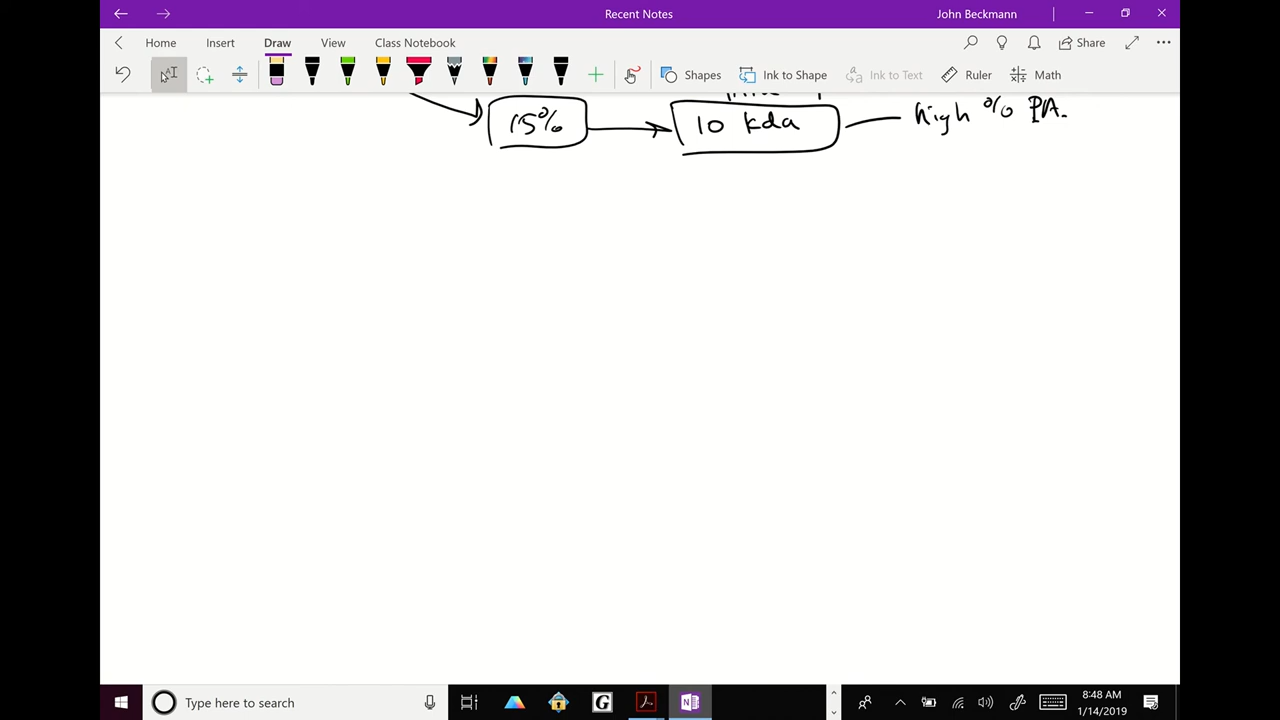 Recent Notes
John Beckmann
Home Insert Draw View Class Notebook
Share
Shapes
Ink to Shape
Ink to Text
Ruler
Math
15% 10 kda high % PA.
Type here to search
8:48 AM
1/14/2019